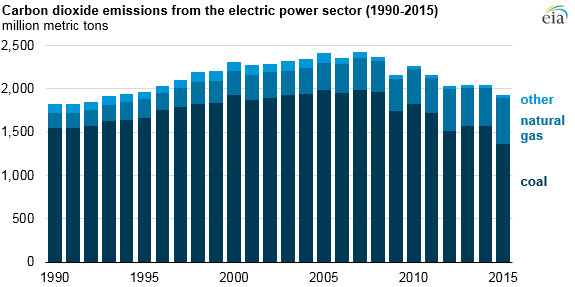 Carbon dioxide emissions from the electric power sector (1990-2015)
million metric tons
eia
2,500
2,000
1,500
1,000
500
0
other
natural
gas
coal
1990
1995
2000
2005
2010
2015